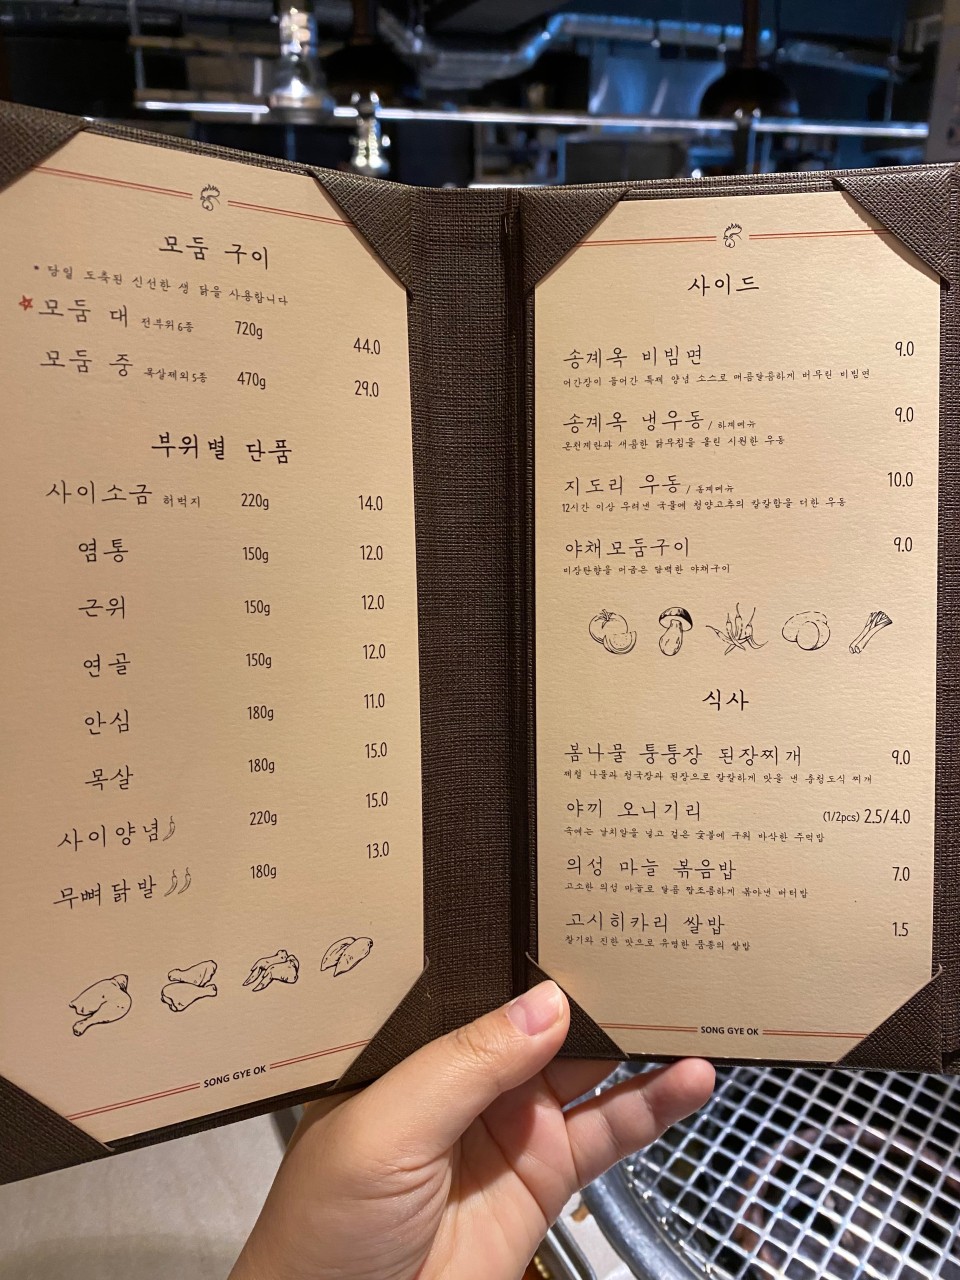 모둠 구이
* 당일 도륙된 신선한 생 닭을 사용합니다
모둠 대 전부위 6종 720g 44.0
모둠 중 목살제외 5종 470g 29.0
부위별 단품
사이소금 허벅지 220g 14.0
염통 150g 12.0
근위 150g 12.0
연골 150g 12.0
안심 180g 11.0
목살 180g 15.0
사이양념 220g 15.0
무뼈 닭발 180g 13.0
SONG GYE OK
사이드
송계옥 비빔면 9.0
어간장이 들어간 특제 양념 소스로 매콤달콤하게 버무린 비빔면
송계옥 냉우동 / 하계메뉴 9.0
온천계란과 새콤한 닭무침을 올린 시원한 우동
지도리 우동 / 동계메뉴 10.0
12시간 이상 우려낸 국물에 청양고추의 칼칼함을 더한 우동
야채모둠구이 9.0
비장탄향을 머금은 담백한 야채구이
식사
봄나물 퉁퉁장 된장찌개 9.0
제철 나물과 청국장과 된장으로 칼칼하게 맛을 낸 충청도식 찌개
야끼 오니기리 (1/2pcs) 2.5/4.0
속에는 날치알을 넣고 겉은 숯불에 구워 바삭한 주먹밥
의성 마늘 볶음밥 7.0
고소한 의성 마늘로 달콤 짭조름하게 볶아낸 버터밥
고시히카리 쌀밥 1.5
찰기와 진한 맛으로 유명한 품종의 쌀밥
SONG GYE OK